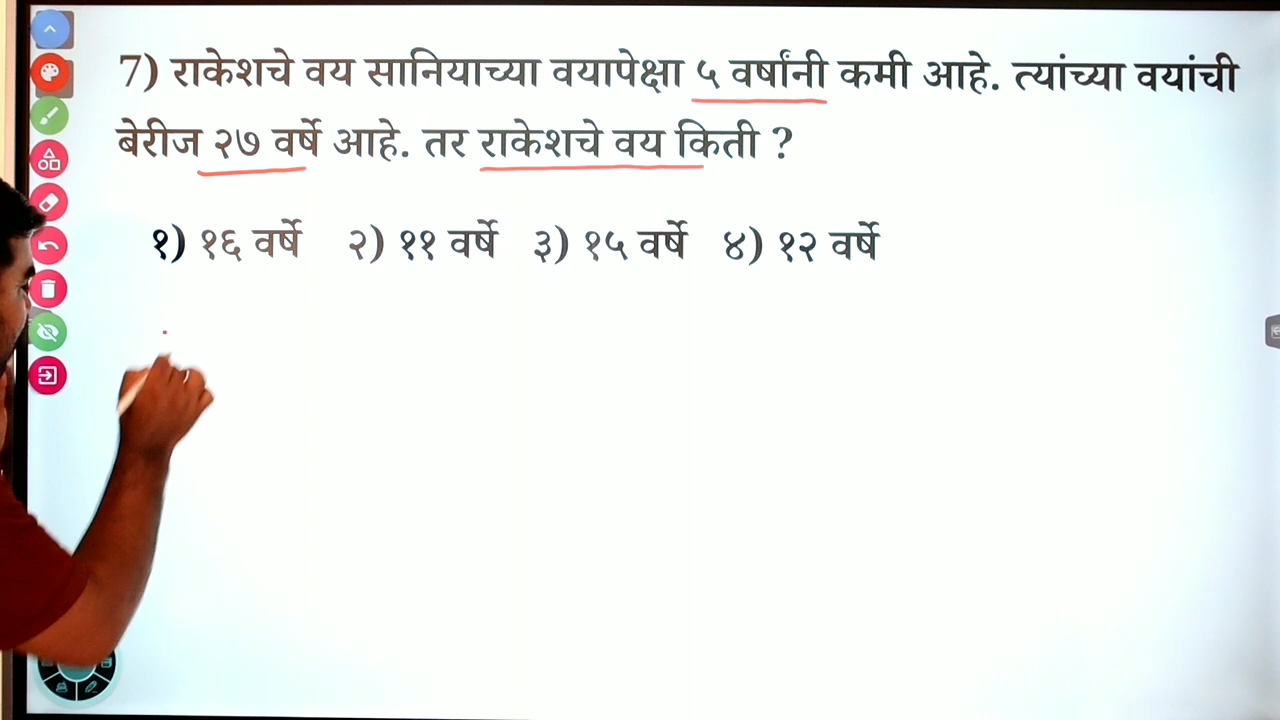 7) राकेशचे वय सानियाच्या वयापेक्षा ५ वर्षांनी कमी आहे. त्यांच्या वयांची
बेरीज २७ वर्षे आहे. तर राकेशचे वय किती ?
१) १६ वर्षे २) ११ वर्षे ३) १५ वर्षे ४) १२ वर्षे